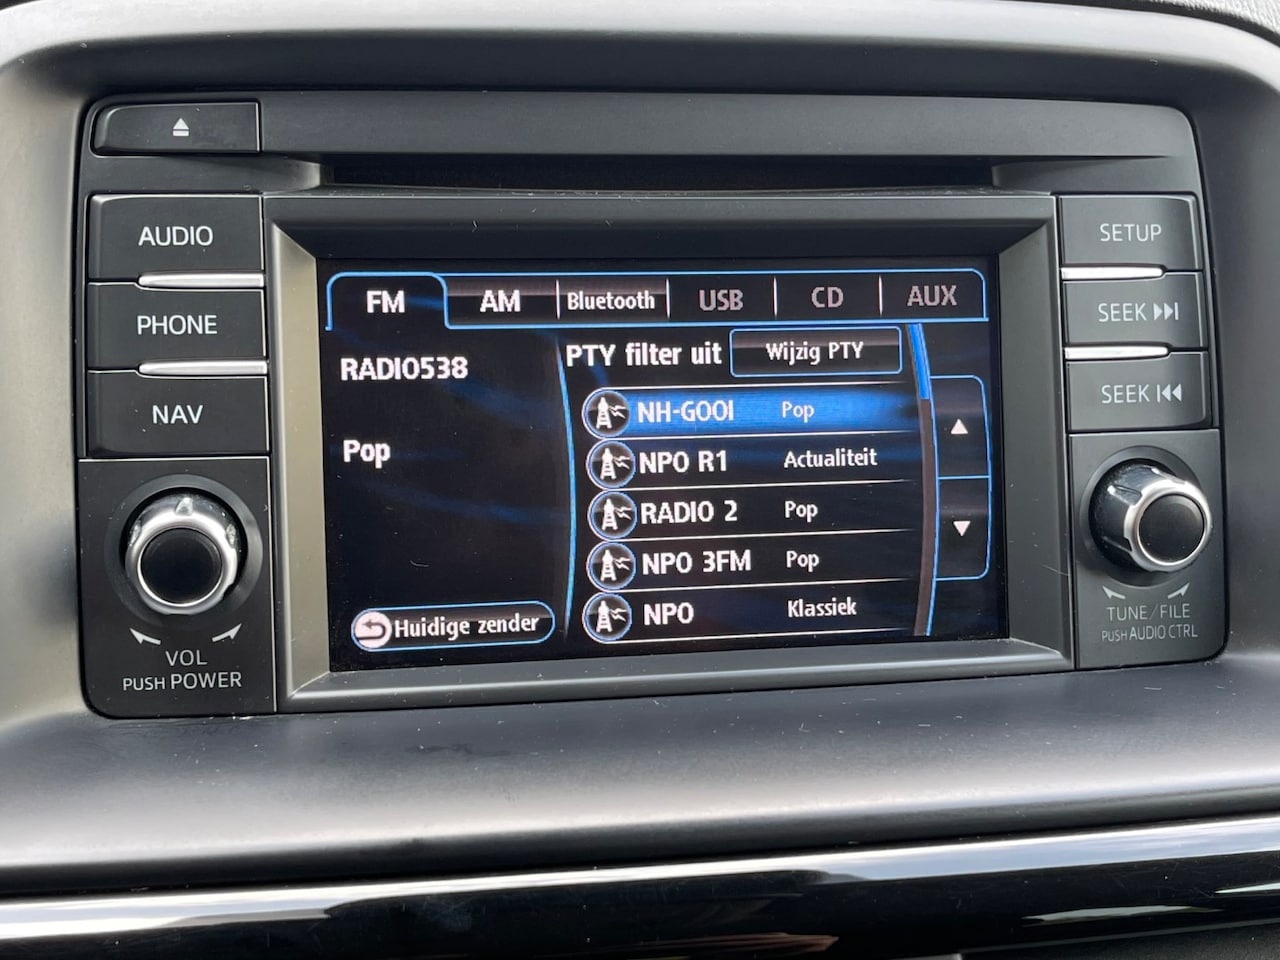 AUDIO
PHONE
NAV
VOL
PUSH POWER
FM AM Bluetooth USB CD AUX
RADIO538
Pop
Huidige zender
PTY filter uit Wijzig PTY
NH-GOOI Pop
NPO R1 Actualiteit
RADIO 2 Pop
NPO 3FM Pop
NPO Klassiek
SETUP
SEEK
SEEK
TUNE/FILE
PUSH AUDIO CTRL